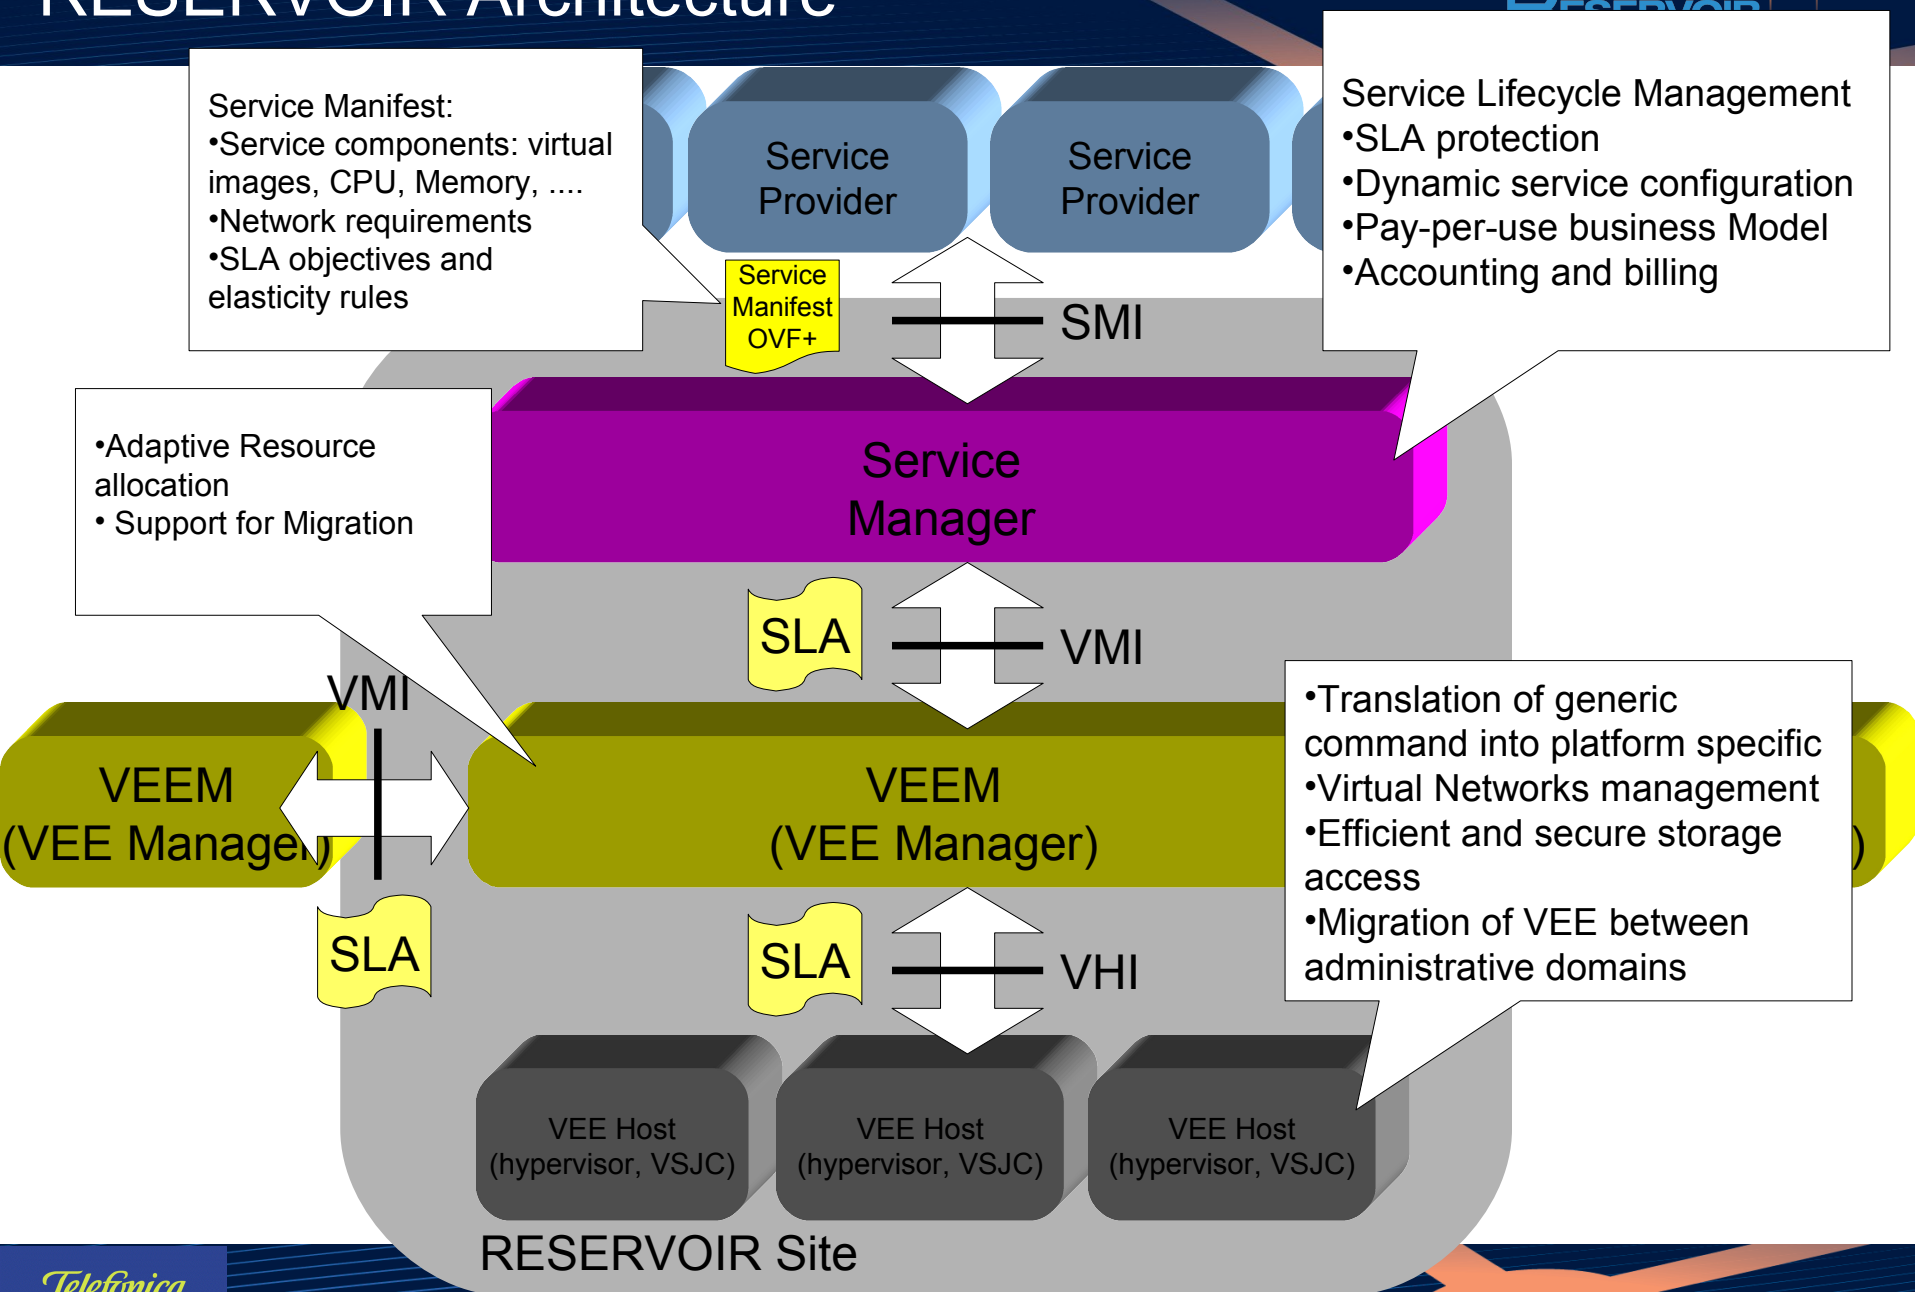 RESERVOIR Architecture
RESERVOIR
Service Manifest:
•Service components: virtual
images, CPU, Memory, ....
•Network requirements
•SLA objectives and
elasticity rules
Service
Provider
Service
Provider
Service Lifecycle Management
•SLA protection
•Dynamic service configuration
•Pay-per-use business Model
•Accounting and billing
Service
Manifest
OVF+
SMI
•Adaptive Resource
allocation
• Support for Migration
Service
Manager
SLA
VMI
VMI
VEEM
(VEE Manager)
VEEM
(VEE Manager)
)
•Translation of generic
command into platform specific
•Virtual Networks management
•Efficient and secure storage
access
•Migration of VEE between
administrative domains
SLA
SLA
VHI
VEE Host
(hypervisor, VSJC)
VEE Host
(hypervisor, VSJC)
VEE Host
(hypervisor, VSJC)
RESERVOIR Site
Telefónica